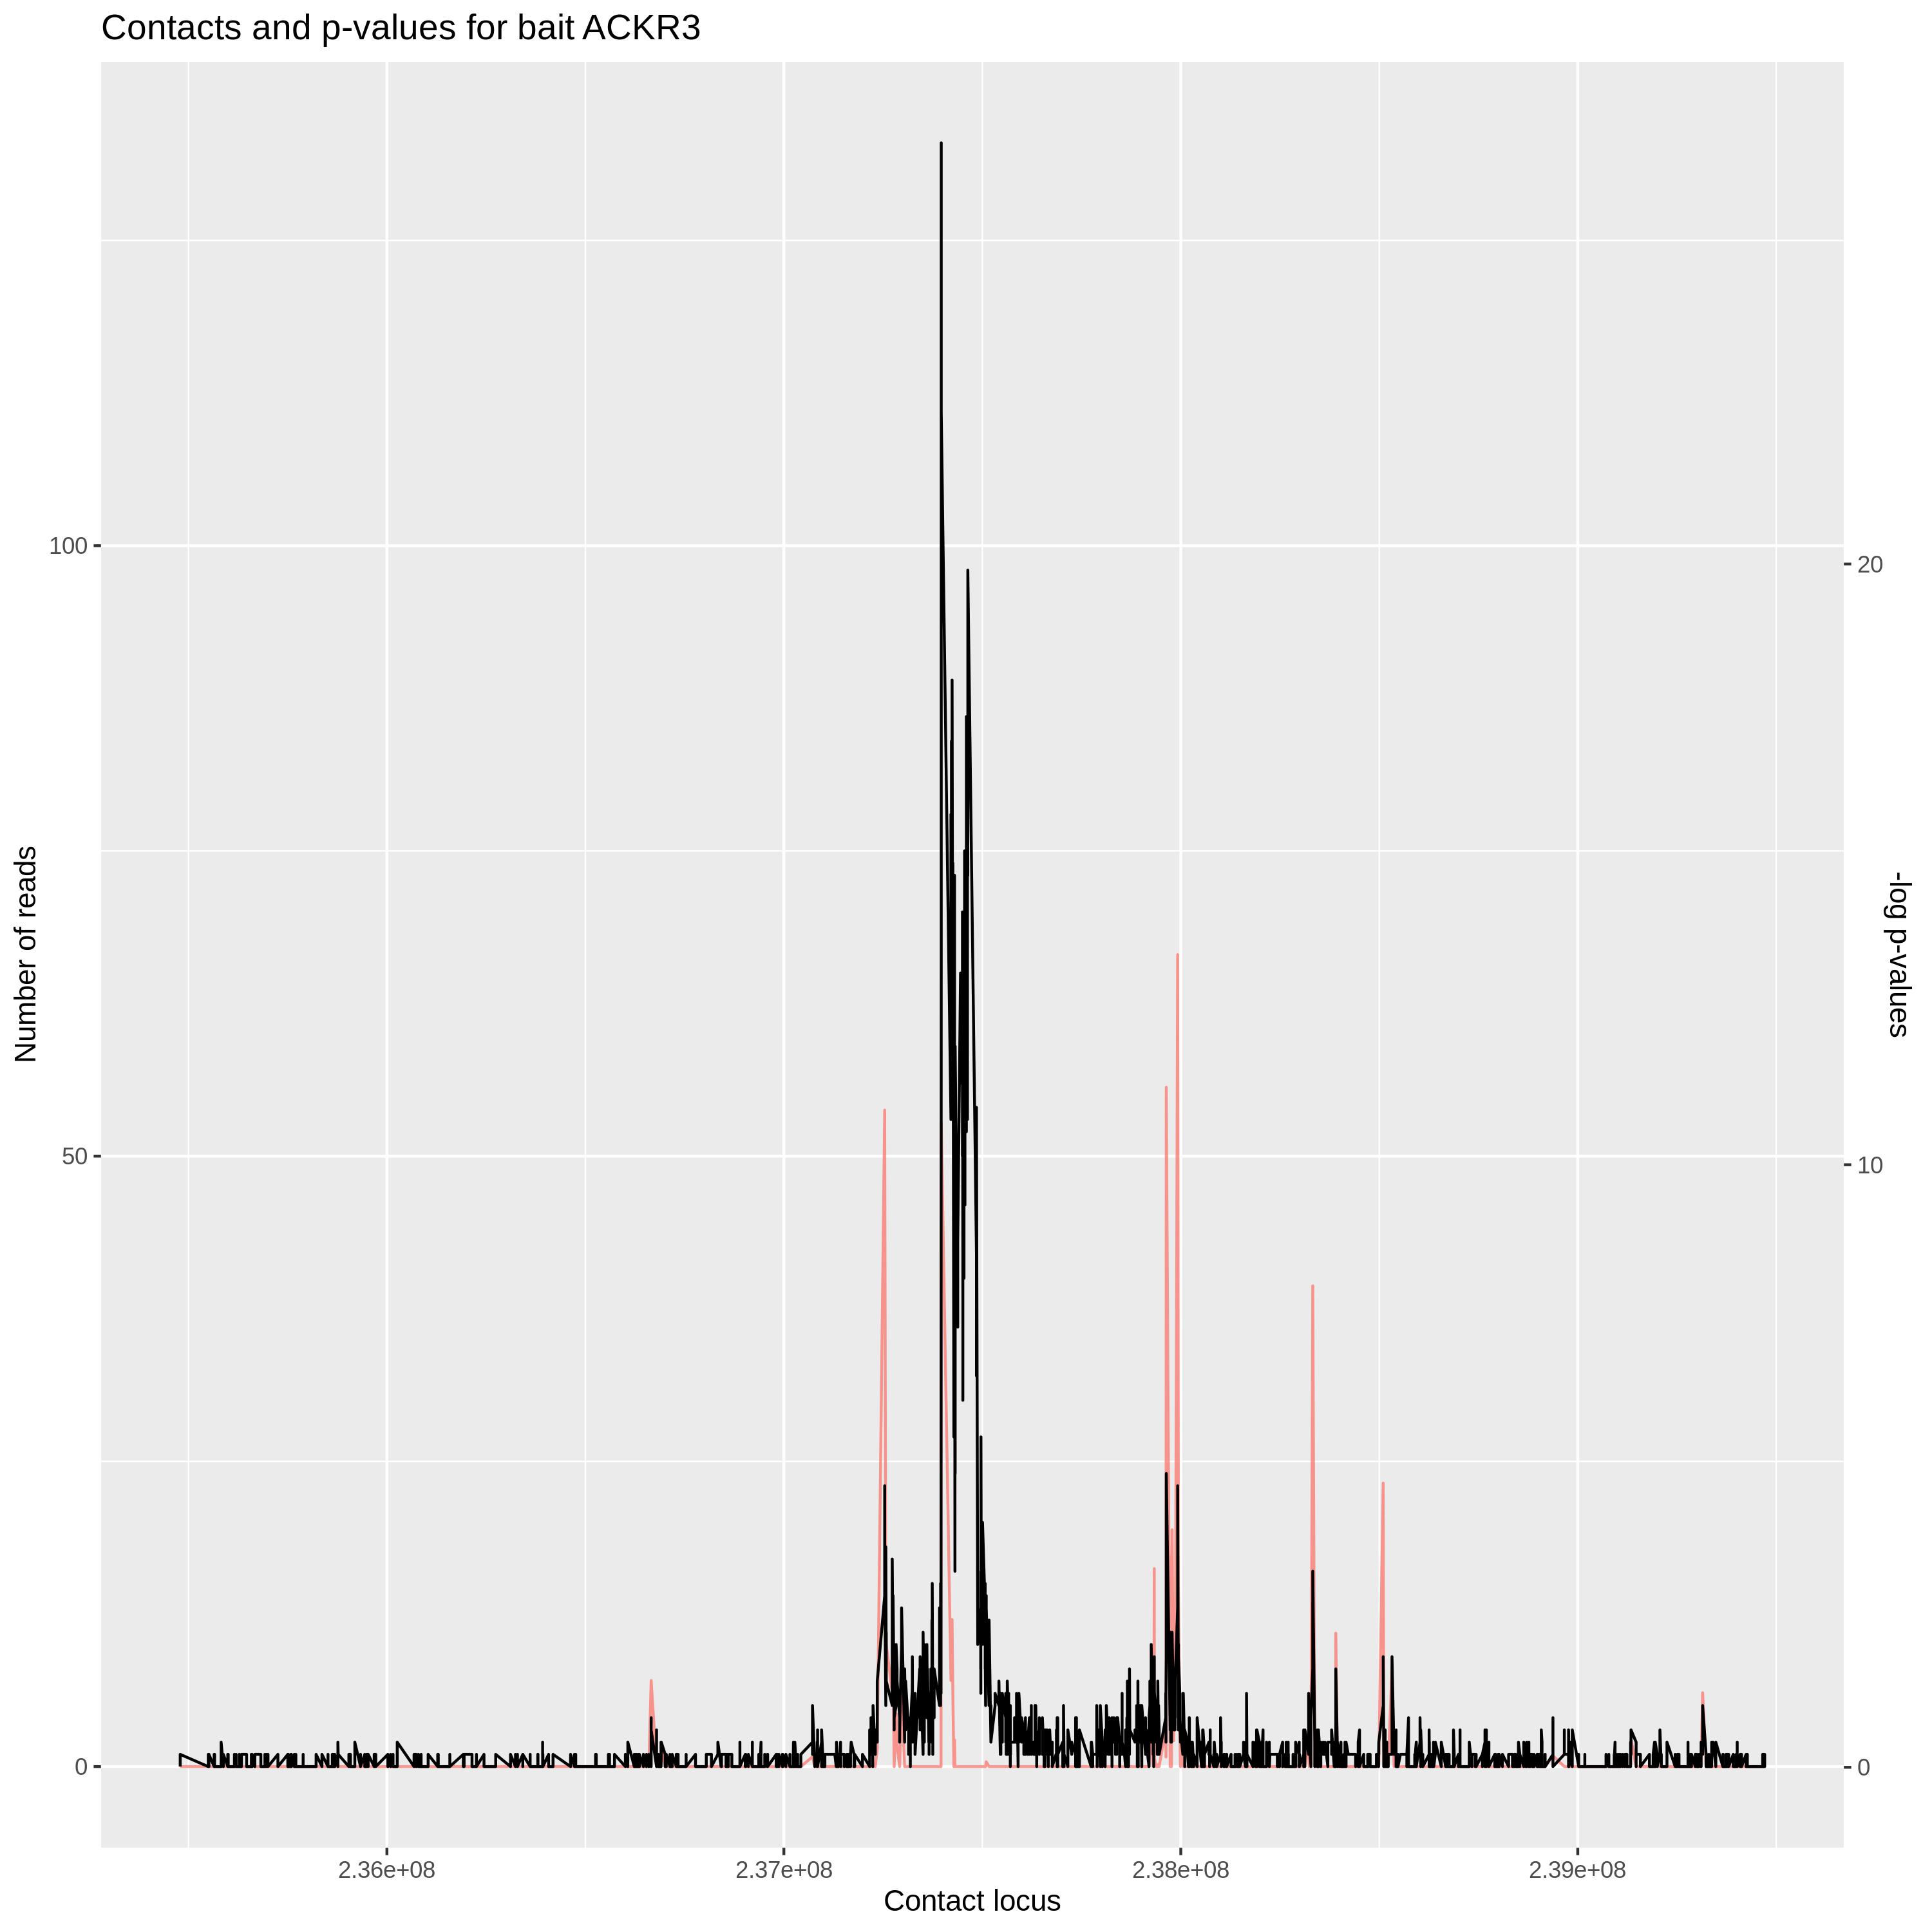 Contacts and p-values for bait ACKR3
Number of reads
100
50
0
20
10
0
-log p-values
2.36e+08
2.37e+08
2.38e+08
2.39e+08
Contact locus